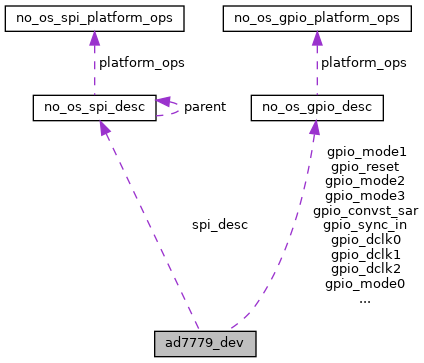 no_os_spi_platform_ops
no_os_gpio_platform_ops
platform_ops
platform_ops
no_os_spi_desc
parent
no_os_gpio_desc
spi_desc
gpio_mode1
gpio_reset
gpio_mode2
gpio_mode3
gpio_convst_sar
gpio_sync_in
gpio_dclk0
gpio_dclk1
gpio_dclk2
gpio_mode0
...
ad7779_dev